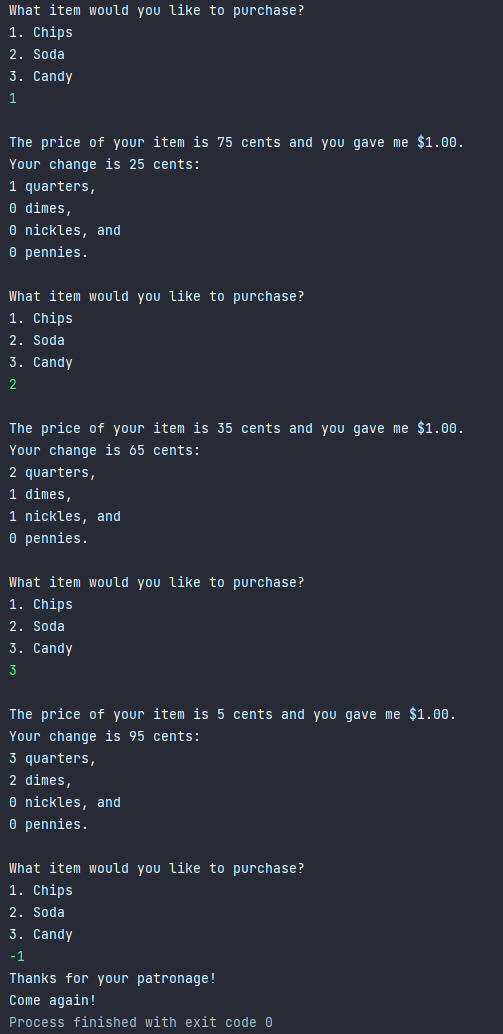 What item would you like to purchase?
1. Chips
2. Soda
3. Candy
1
The price of your item is 75 cents and you gave me $1.00.
Your change is 25 cents:
1 quarters,
0 dimes,
0 nickles, and
0 pennies.
What item would you like to purchase?
1. Chips
2. Soda
3. Candy
2
The price of your item is 35 cents and you gave me $1.00.
Your change is 65 cents:
2 quarters,
1 dimes,
1 nickles, and
0 pennies.
What item would you like to purchase?
1. Chips
2. Soda
3. Candy
3
The price of your item is 5 cents and you gave me $1.00.
Your change is 95 cents:
3 quarters,
2 dimes,
0 nickles, and
0 pennies.
What item would you like to purchase?
1. Chips
2. Soda
3. Candy
-1
Thanks for your patronage!
Come again!
Process finished with exit code 0